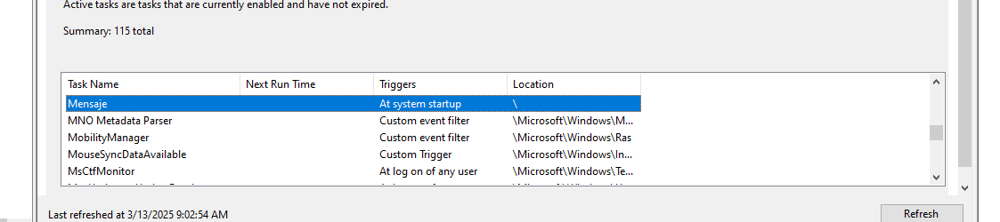 Active tasks are tasks that are currently enabled and have not expired.
Summary: 115 total
Task Name Next Run Time Triggers Location
Mensaje At system startup \
MNO Metadata Parser Custom event filter \Microsoft\Windows\M...
MobilityManager Custom event filter \Microsoft\Windows\Ras
MouseSyncDataAvailable Custom Trigger \Microsoft\Windows\In...
MsCtfMonitor At log on of any user \Microsoft\Windows\Te...
Last refreshed at 3/13/2025 9:02:54 AM Refresh